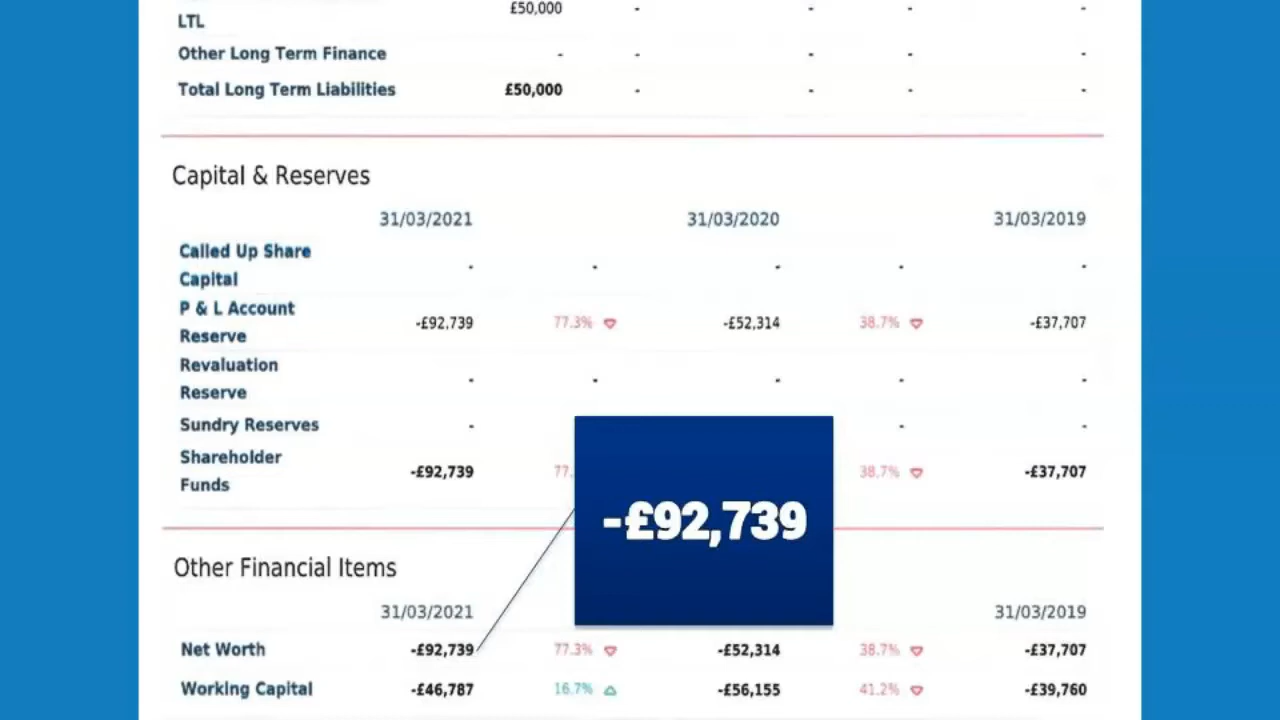 £50,000 - - - -
LTL
Other Long Term Finance - - - - -
Total Long Term Liabilities £50,000 - - - -
Capital & Reserves
31/03/2021 31/03/2020 31/03/2019
Called Up Share
Capital - - - - -
P & L Account
Reserve -£92,739 77.3% -£52,314 38.7% -£37,707
Revaluation
Reserve - - - - -
Sundry Reserves - - -
Shareholder
Funds -£92,739 77. 38.7% -£37,707
-£92,739
Other Financial Items
31/03/2021 31/03/2019
Net Worth -£92,739 77.3% -£52,314 38.7% -£37,707
Working Capital -£46,787 16.7% -£56,155 41.2% -£39,760